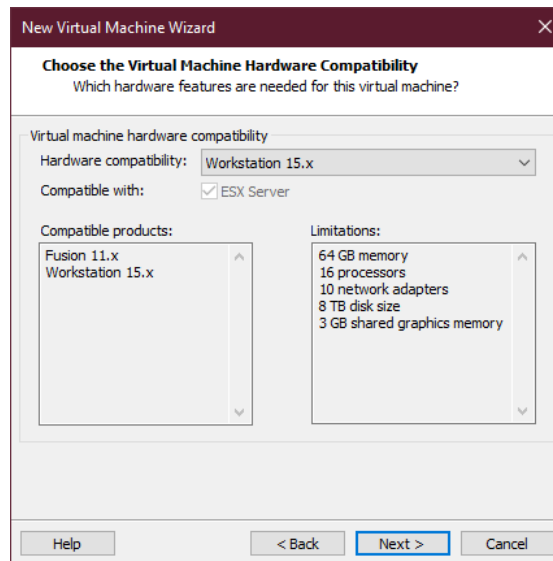 New Virtual Machine Wizard
Choose the Virtual Machine Hardware Compatibility
Which hardware features are needed for this virtual machine?
Virtual machine hardware compatibility
Hardware compatibility: Workstation 15.x
Compatible with: ESX Server
Compatible products:
Fusion 11.x
Workstation 15.x
Limitations:
64 GB memory
16 processors
10 network adapters
8 TB disk size
3 GB shared graphics memory
Help < Back Next > Cancel